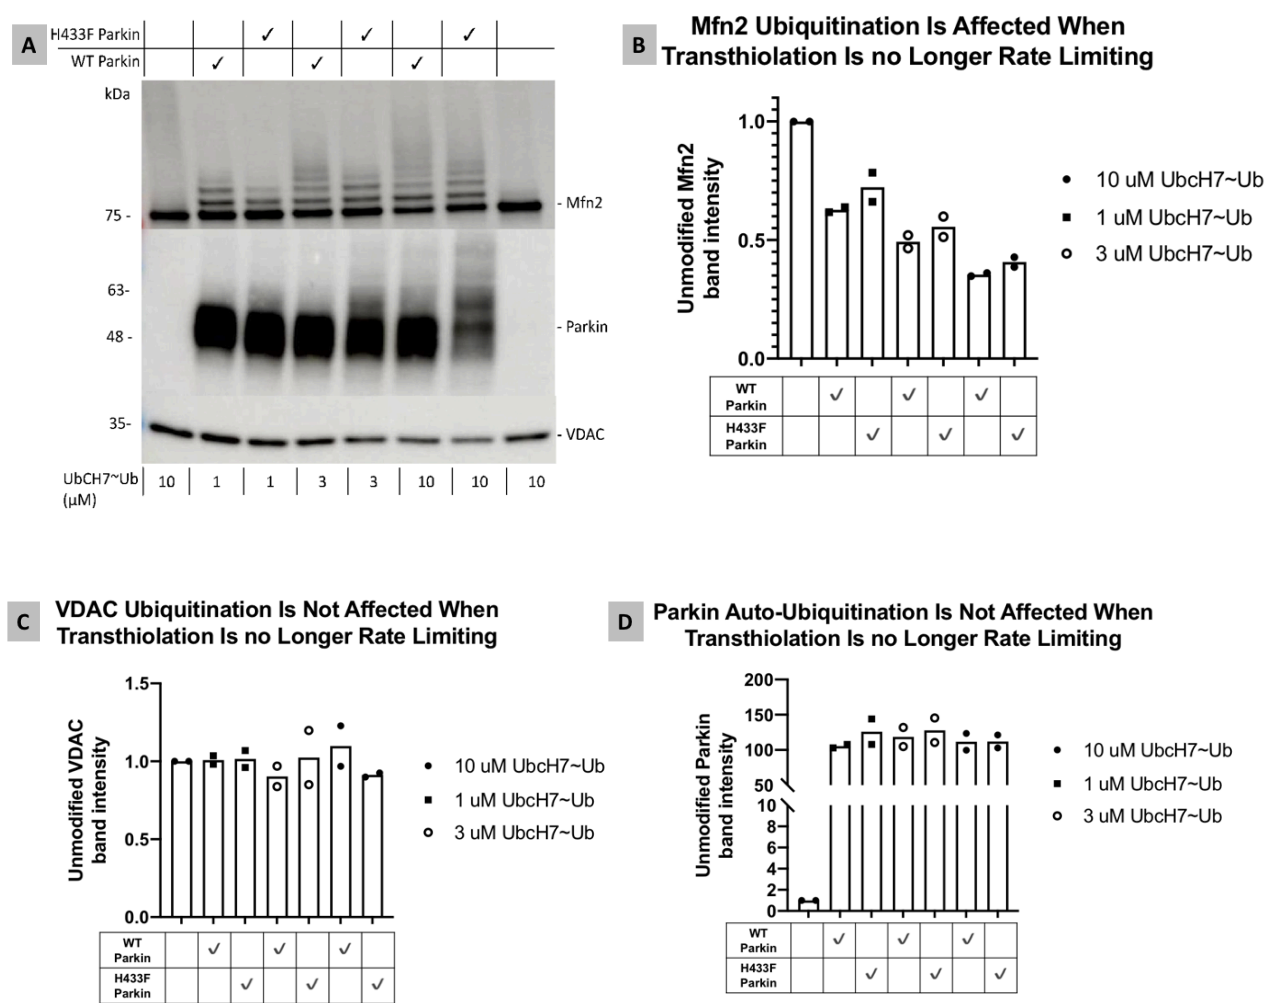 A
H433F Parkin ✓ ✓ ✓
WT Parkin ✓ ✓ ✓
kDa
75 -
- Mfn2
63-
48 -
- Parkin
35-
- VDAC
UbCH7~Ub 10 1 1 3 3 10 10 10
(µM)
B
Mfn2 Ubiquitination Is Affected When
Transthiolation Is no Longer Rate Limiting
Unmodified Mfn2
band intensity
1.0
0.5
0.0
10 uM UbcH7~Ub
1 uM UbcH7~Ub
3 uM UbcH7~Ub
WT
Parkin
✓ ✓ ✓
H433F
Parkin
✓ ✓ ✓
C
VDAC Ubiquitination Is Not Affected When
Transthiolation Is no Longer Rate Limiting
Unmodified VDAC
band intensity
1.5
1.0
0.5
0.0
10 uM UbcH7~Ub
1 uM UbcH7~Ub
3 uM UbcH7~Ub
WT
Parkin
✓ ✓ ✓
H433F
Parkin
✓ ✓ ✓
D
Parkin Auto-Ubiquitination Is Not Affected When
Transthiolation Is no Longer Rate Limiting
Unmodified Parkin
band intensity
200
150
100
50
10
8
6
4
2
0
10 uM UbcH7~Ub
1 uM UbcH7~Ub
3 uM UbcH7~Ub
WT
Parkin
✓ ✓ ✓
H433F
Parkin
✓ ✓ ✓